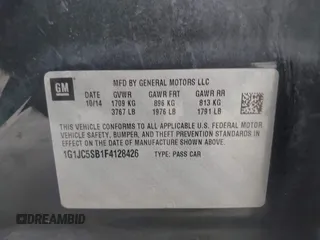 GM
MFD BY GENERAL MOTORS LLC
DATE GVWR GAWR FRT GAWR RR
10/14 1709 KG 896 KG 813 KG
3767 LB 1976 LB 1791 LB
THIS VEHICLE CONFORMS TO ALL APPLICABLE U.S. FEDERAL MOTOR
VEHICLE SAFETY, BUMPER, AND THEFT PREVENTION STANDARDS IN
EFFECT ON THE DATE OF MANUFACTURE SHOWN ABOVE.
1G1JC5SB1F4128426 TYPE: PASS CAR
DREAMBID